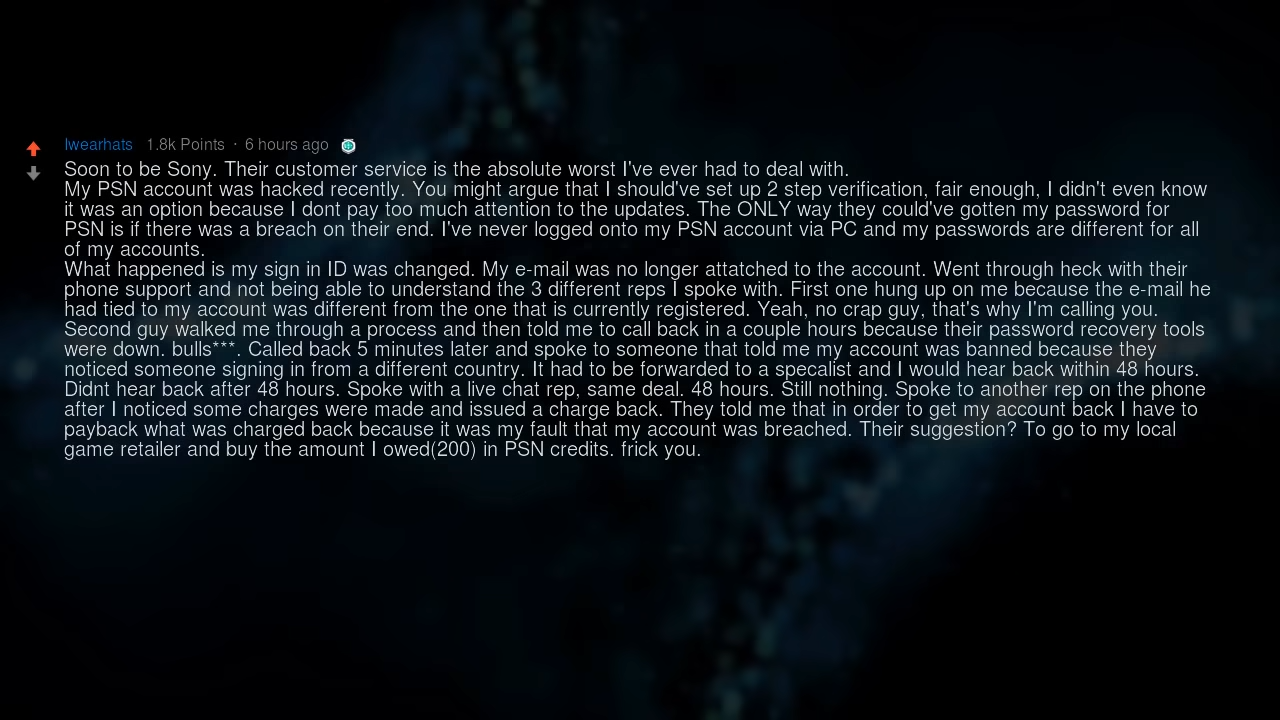 Iwearhats 1.8k Points · 6 hours ago
Soon to be Sony. Their customer service is the absolute worst I've ever had to deal with.
My PSN account was hacked recently. You might argue that I should've set up 2 step verification, fair enough, I didn't even know
it was an option because I dont pay too much attention to the updates. The ONLY way they could've gotten my password for
PSN is if there was a breach on their end. I've never logged onto my PSN account via PC and my passwords are different for all
of my accounts.
What happened is my sign in ID was changed. My e-mail was no longer attatched to the account. Went through heck with their
phone support and not being able to understand the 3 different reps I spoke with. First one hung up on me because the e-mail he
had tied to my account was different from the one that is currently registered. Yeah, no crap guy, that's why I'm calling you.
Second guy walked me through a process and then told me to call back in a couple hours because their password recovery tools
were down. bulls***. Called back 5 minutes later and spoke to someone that told me my account was banned because they
noticed someone signing in from a different country. It had to be forwarded to a specalist and I would hear back within 48 hours.
Didnt hear back after 48 hours. Spoke with a live chat rep, same deal. 48 hours. Still nothing. Spoke to another rep on the phone
after I noticed some charges were made and issued a charge back. They told me that in order to get my account back I have to
payback what was charged back because it was my fault that my account was breached. Their suggestion? To go to my local
game retailer and buy the amount I owed(200) in PSN credits. frick you.